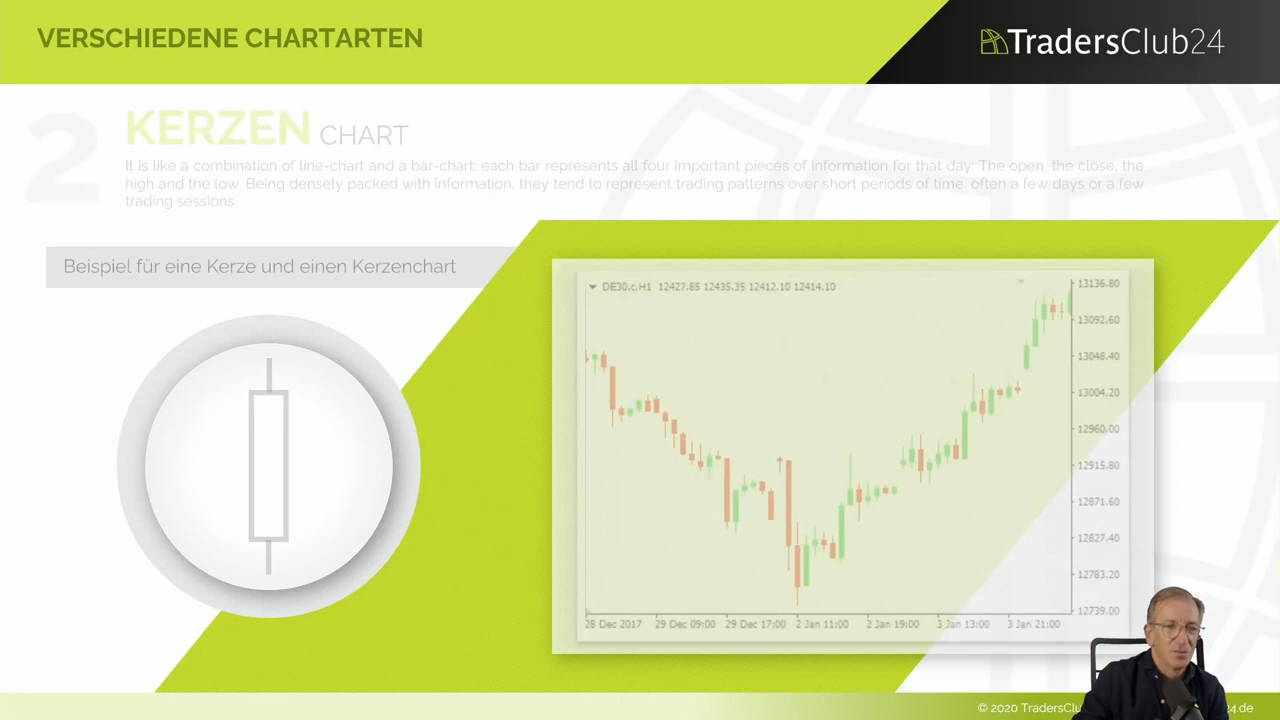 VERSCHIEDENE CHARTARTEN
TradersClub24
2
KERZEN CHART
It is like a combination of line-chart and a bar-chart: each bar represents all four important pieces of information for that day: The open, the close, the
high and the low. Being densely packed with information, they tend to represent trading patterns over short periods of time, often a few days or a few
trading sessions.
Beispiel für eine Kerze und einen Kerzenchart
DE30.c,H1 12427.85 12435.35 12412.10 12414.10
13136.80
13092.60
13048.40
13004.20
12960.00
12915.80
12871.60
12827.40
12783.20
12739.00
28 Dec 2017 29 Dec 09:00 29 Dec 17:00 2 Jan 11:00 2 Jan 19:00 3 Jan 13:00 3 Jan 21:00
© 2020 TradersClu 24.de